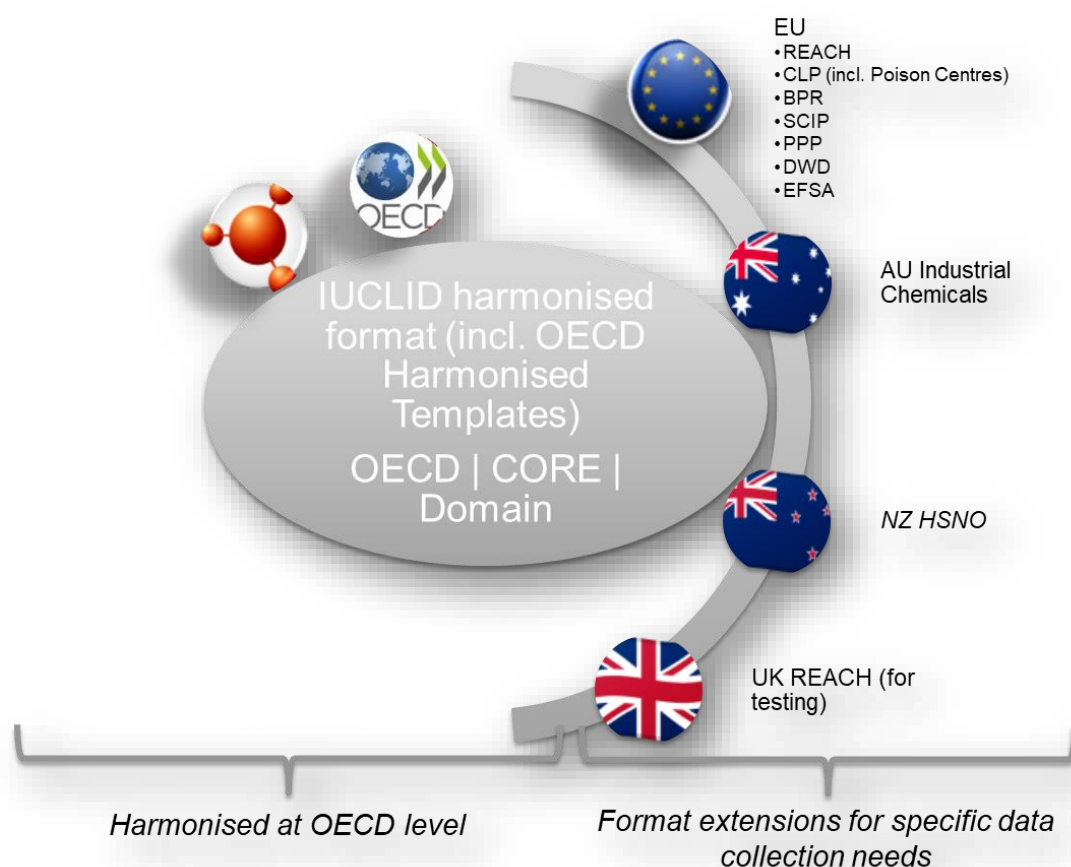 EU
•REACH
•CLP (incl. Poison Centres)
•BPR
•SCIP
•PPP
•DWD
•EFSA
OECD
IUCLID harmonised
format (incl. OECD
Harmonised
Templates)
OECD | CORE |
Domain
AU Industrial
Chemicals
NZ HSNO
UK REACH (for
testing)
Harmonised at OECD level
Format extensions for specific data
collection needs